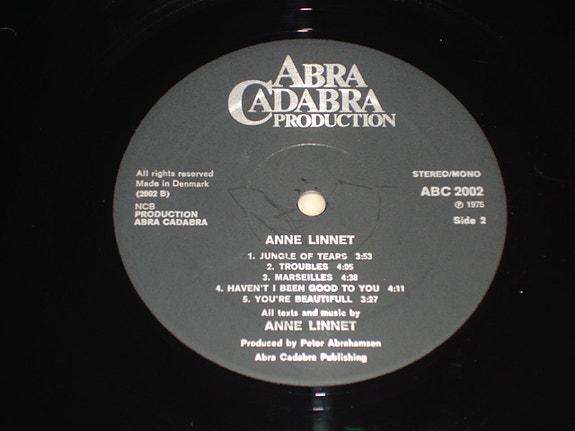 ABRA
CADABRA
PRODUCTION
All rights reserved
Made in Denmark
(2002 B)
NCB
PRODUCTION
ABRA CADABRA
STEREO/MONO
ABC 2002
℗ 1975
Side 2
ANNE LINNET
1. JUNGLE OF TEARS 3:53
2. TROUBLES 4:05
3. MARSEILLES 4:38
4. HAVEN'T I BEEN GOOD TO YOU 4:11
5. YOU'RE BEAUTIFULL 3:27
All texts and music by
ANNE LINNET
Produced by Peter Abrahamsen
Abra Cadabra Publishing